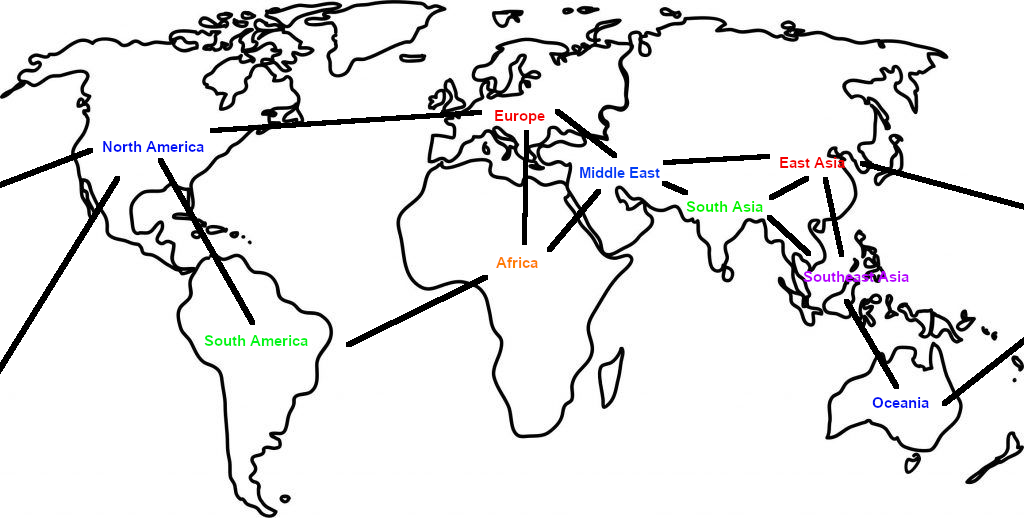 Europe
North America
East Asia
Middle East
South Asia
Africa
Southeast Asia
South America
Oceania